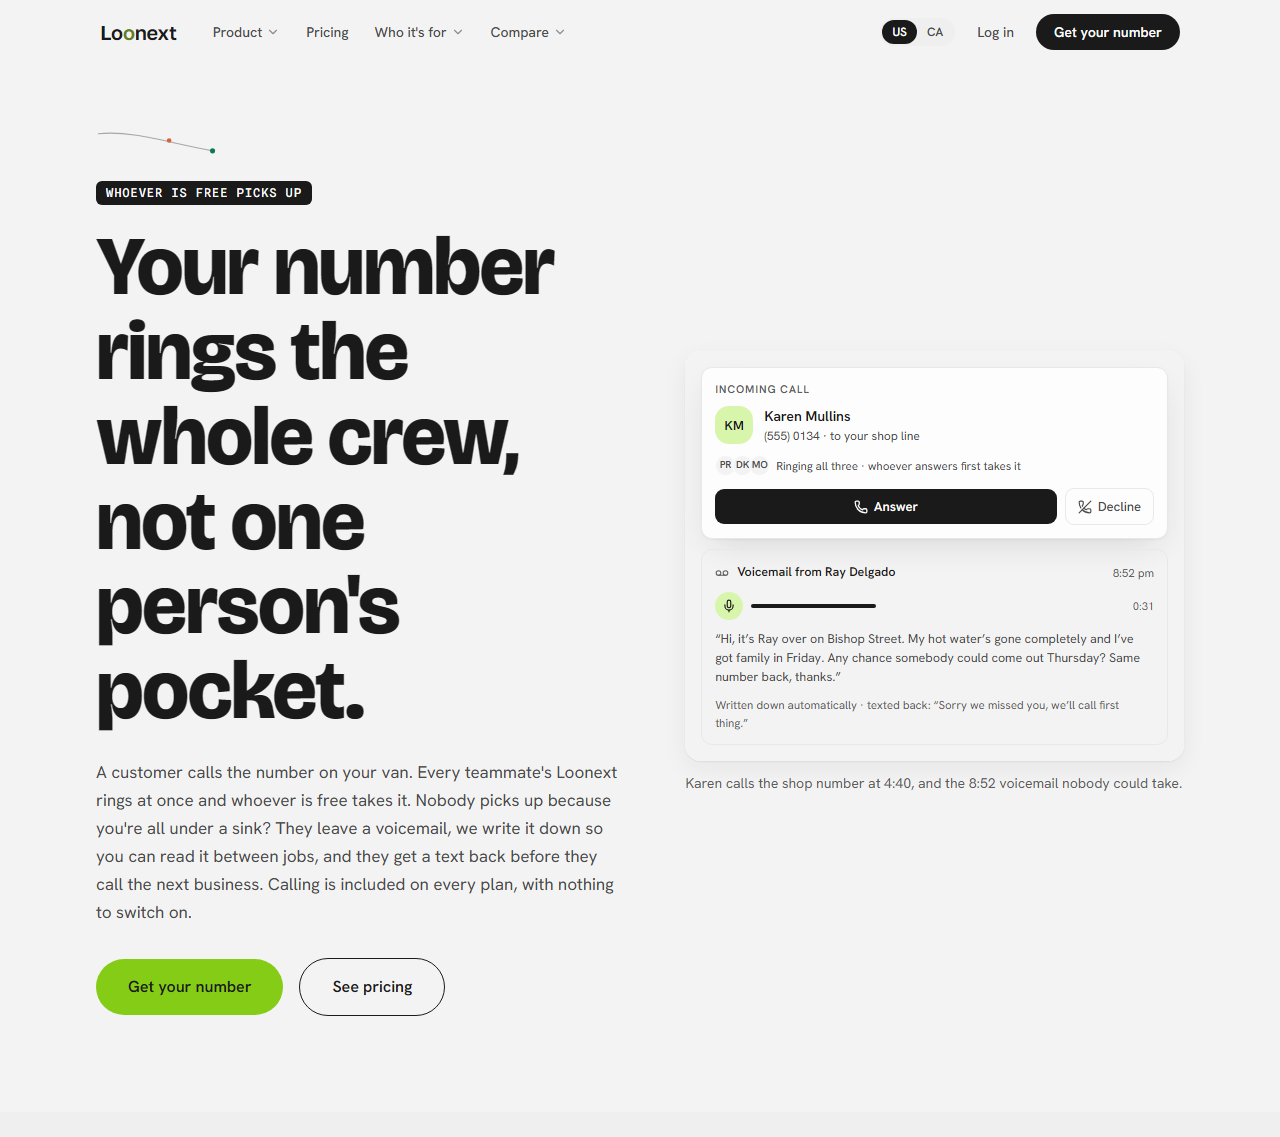 Loonext
Product
Pricing
Who it's for
Compare
US
CA
Log in
Get your number
WHOEVER IS FREE PICKS UP
Your number
rings the
whole crew,
not one
person's
pocket.
A customer calls the number on your van. Every teammate's Loonext
rings at once and whoever is free takes it. Nobody picks up because
you're all under a sink? They leave a voicemail, we write it down so
you can read it between jobs, and they get a text back before they
call the next business. Calling is included on every plan, with nothing
to switch on.
Get your number
See pricing
INCOMING CALL
KM
Karen Mullins
(555) 0134 · to your shop line
PR DK MO Ringing all three · whoever answers first takes it
Answer
Decline
Voicemail from Ray Delgado
8:52 pm
0:31
“Hi, it’s Ray over on Bishop Street. My hot water’s gone completely and I’ve
got family in Friday. Any chance somebody could come out Thursday? Same
number back, thanks.”
Written down automatically · texted back: “Sorry we missed you, we’ll call first
thing.”
Karen calls the shop number at 4:40, and the 8:52 voicemail nobody could take.